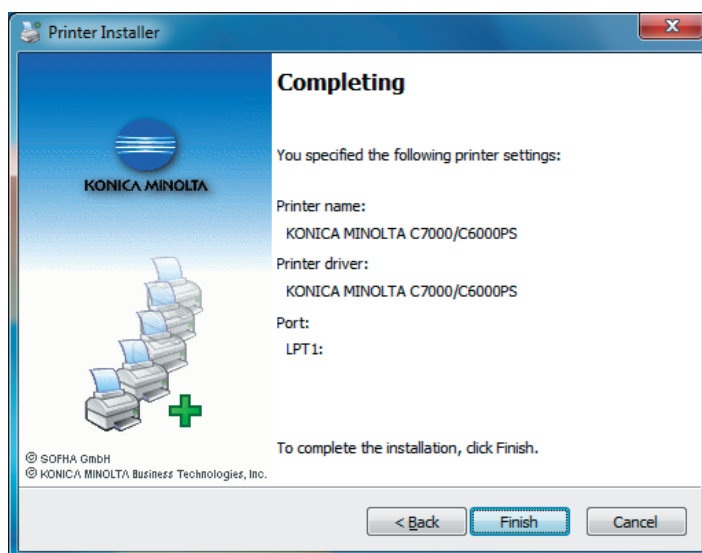 Printer Installer
Completing
KONICA MINOLTA
You specified the following printer settings:
Printer name:
KONICA MINOLTA C7000/C6000PS
Printer driver:
KONICA MINOLTA C7000/C6000PS
Port:
LPT1:
To complete the installation, click Finish.
© SOFHA GmbH
© KONICA MINOLTA Business Technologies, Inc.
< Back
Finish
Cancel